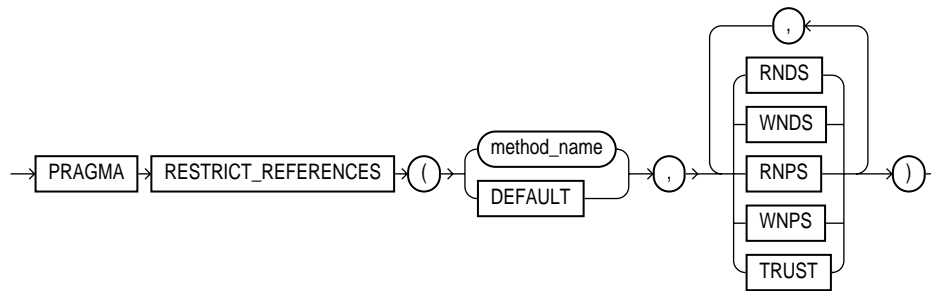 ,
RNDS
WNDS
method_name
PRAGMA RESTRICT_REFERENCES ( , RNPS )
DEFAULT
WNPS
TRUST